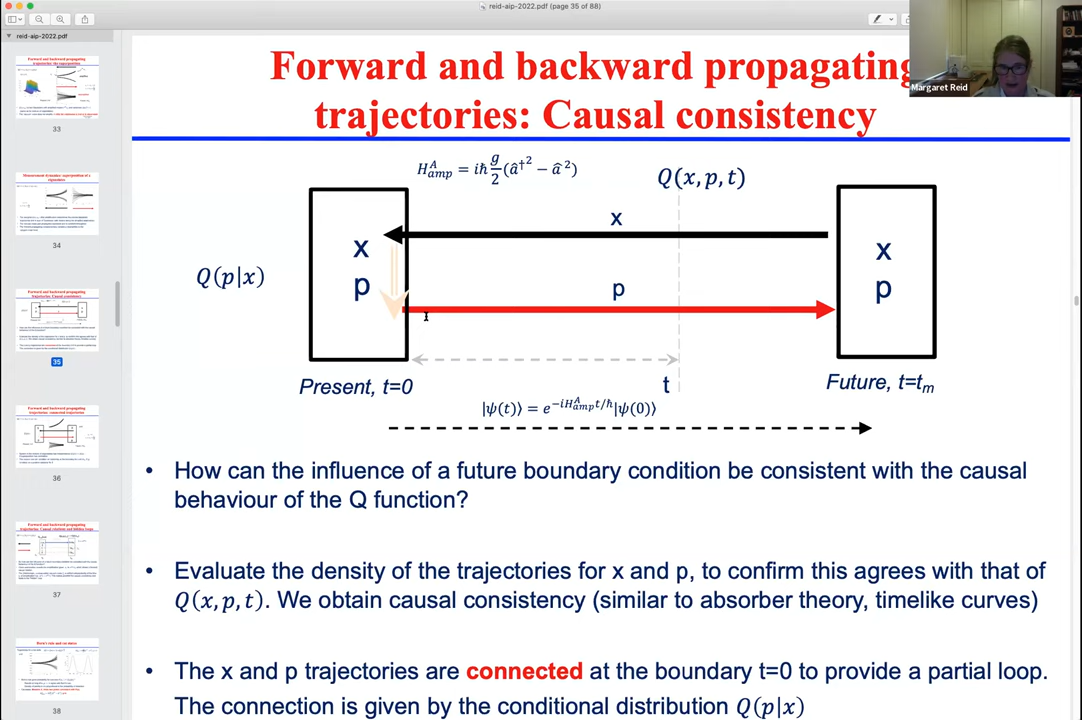 reid-aip-2022.pdf (page 35 of 88)
reid-aip-2022.pdf
Margaret Reid
33
34
35
36
37
38
Forward and backward propagating
trajectories: Causal consistency
H^A_amp = iℏ g/2 (â†² − â²)
Q(x, p, t)
x
x
x
Q(p|x)
p
p
p
Present, t=0
t
Future, t=tₘ
|ψ(t)⟩ = e^{−iH^A_amp t/ℏ}|ψ(0)⟩
• How can the influence of a future boundary condition be consistent with the causal
behaviour of the Q function?
• Evaluate the density of the trajectories for x and p, to confirm this agrees with that of
Q(x, p, t). We obtain causal consistency (similar to absorber theory, timelike curves)
• The x and p trajectories are connected at the boundary t=0 to provide a partial loop.
The connection is given by the conditional distribution Q(p|x)